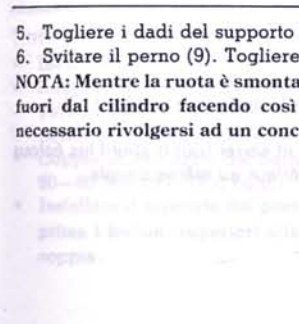 5. Togliere i dadi del supporto
6. Svitare il perno (9). Togliere
NOTA: Mentre la ruota è smonta
fuori dal cilindro facendo così
necessario rivolgersi ad un conc